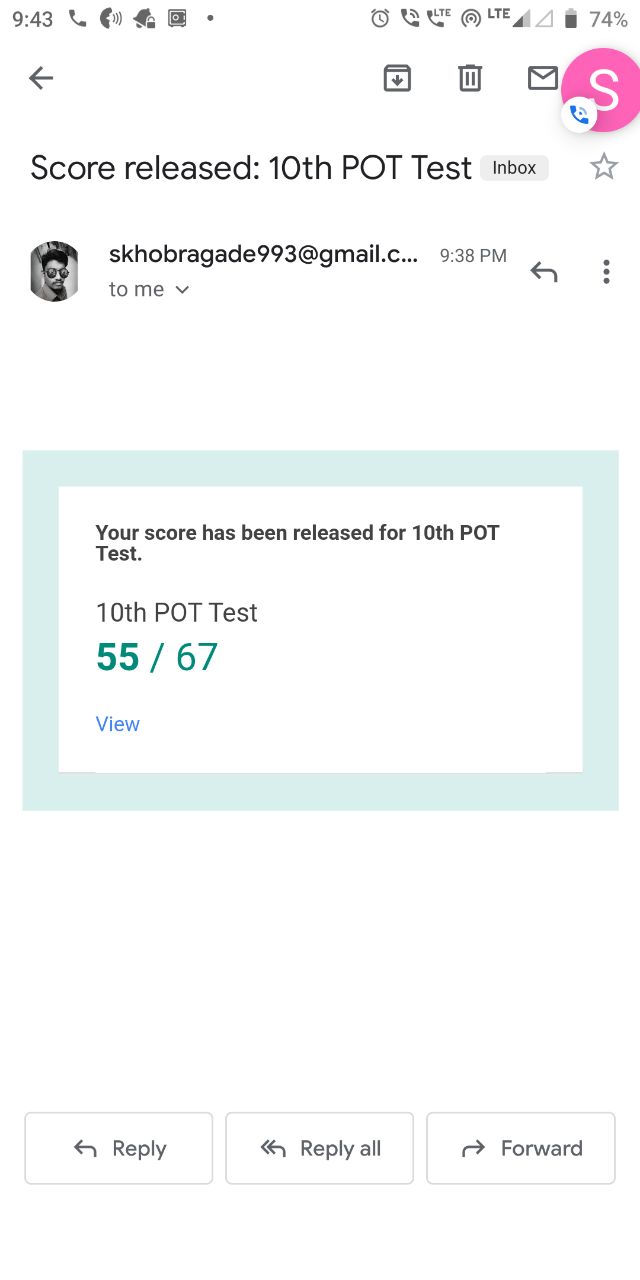 9:43 LTE LTE 74%
S
Score released: 10th POT Test Inbox
skhobragade993@gmail.c... 9:38 PM
to me
Your score has been released for 10th POT
Test.
10th POT Test
55 / 67
View
Reply Reply all Forward